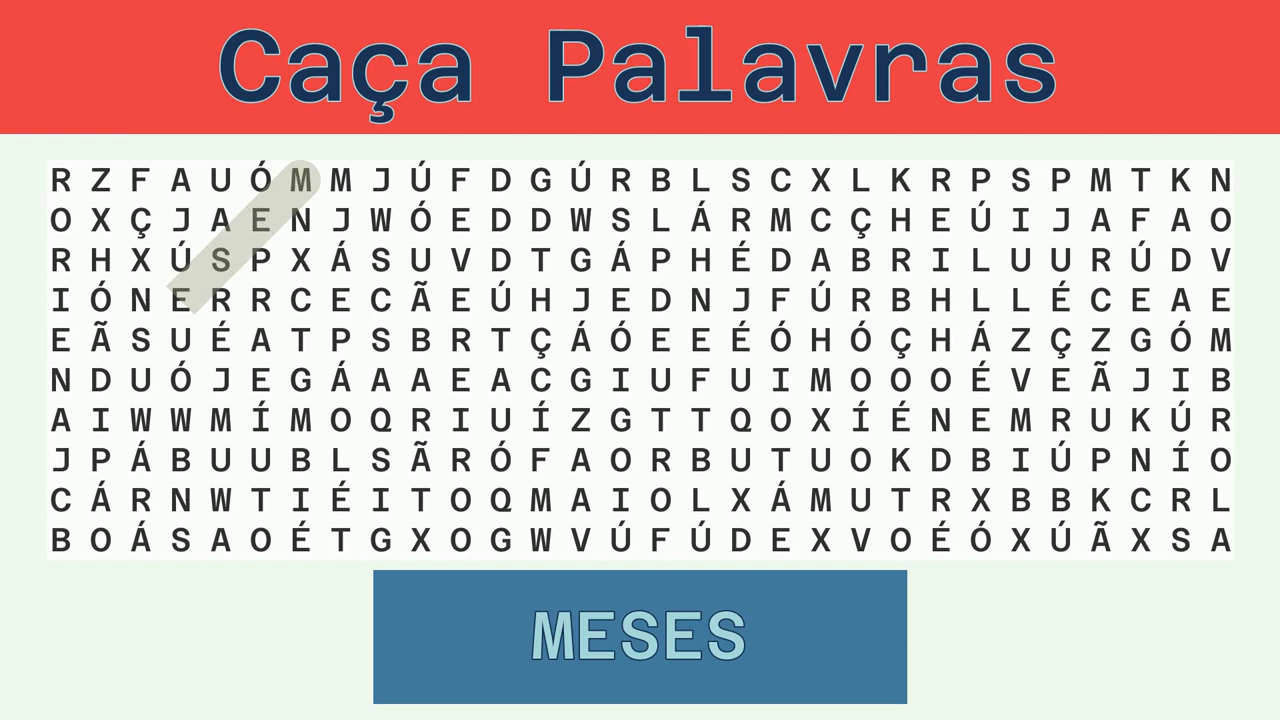 Caça Palavras
R Z F A U Ó M M J Ú F D G Ú R B L S C X L K R P S P M T K N
O X Ç J A E N J W Ó E D D W S L Á R M C Ç H E Ú I J A F A O
R H X Ú S P X Á S U V D T G Á P H É D A B R I L U U R Ú D V
I Ó N E R R C E C Ã E Ú H J E D N J F Ú R B H L L É C E A E
E Ã S U É A T P S B R T Ç Á Ó E E É Ó H Ó Ç H Á Z Ç Z G Ó M
N D U Ó J E G Á A A E A C G I U F U I M O O O É V E Ã J I B
A I W W M Í M O Q R I U Í Z G T T Q O X Í É N E M R U K Ú R
J P Á B U U B L S Ã R Ó F A O R B U T U O K D B I Ú P N Í O
C Á R N W T I É I T O Q M A I O L X Á M U T R X B B K C R L
B O Á S A O É T G X O G W V Ú F Ú D E X V O É Ó X Ú Ã X S A
MESES